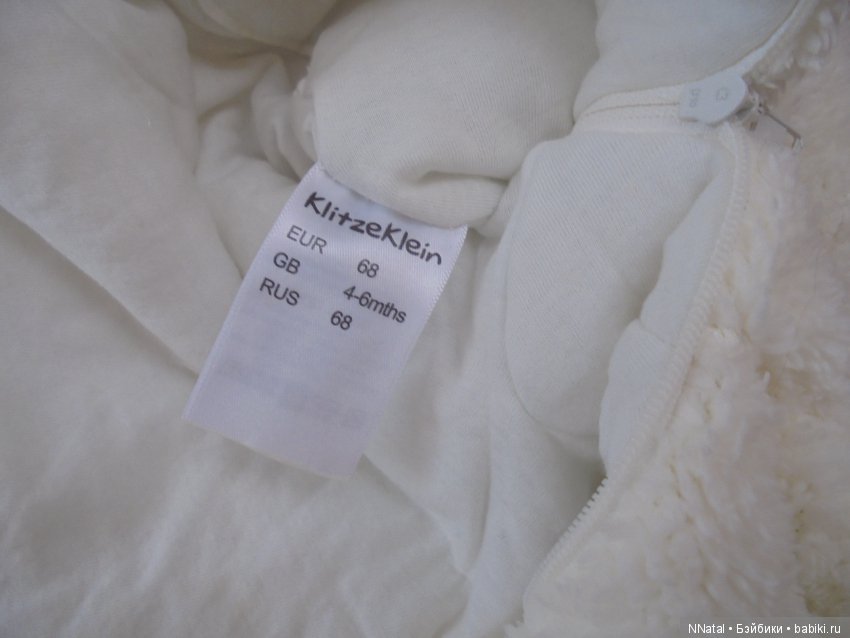 KlitzeKlein
EUR 68
GB 4-6mths
RUS 68
NNatal • Бэйбики • babiki.ru